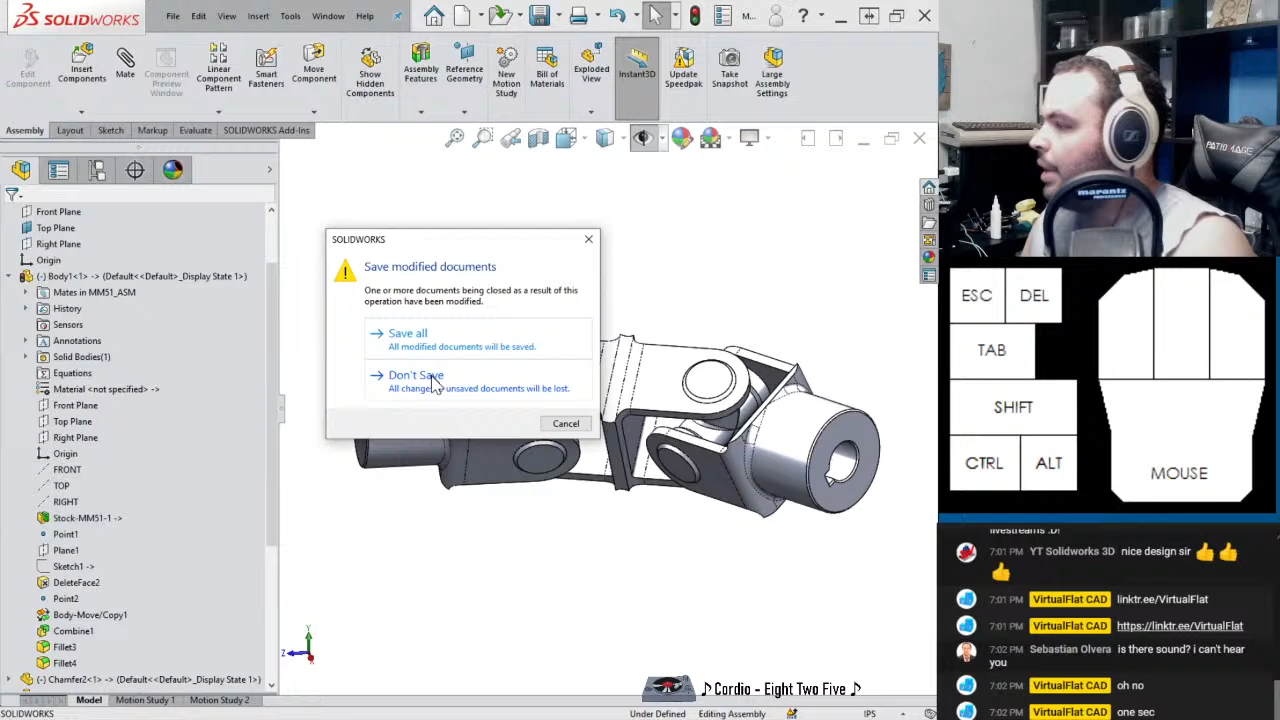 SOLIDWORKS
File Edit View Insert Tools Window Help
M...
Edit Component
Insert Components
Mate
Component Preview Window
Linear Component Pattern
Smart Fasteners
Move Component
Show Hidden Components
Assembly Features
Reference Geometry
New Motion Study
Bill of Materials
Exploded View
Instant3D
Update Speedpak
Take Snapshot
Large Assembly Settings
Assembly Layout Sketch Markup Evaluate SOLIDWORKS Add-Ins
Front Plane
Top Plane
Right Plane
Origin
(-) Body1<1> -> (Default<<Default>_Display State 1>)
Mates in MM51_ASM
History
Sensors
Annotations
Solid Bodies(1)
Equations
Material <not specified> ->
Front Plane
Top Plane
Right Plane
Origin
FRONT
TOP
RIGHT
Stock-MM51-1 ->
Point1
Plane1
Sketch1 ->
DeleteFace2
Point2
Body-Move/Copy1
Combine1
Fillet3
Fillet4
(-) Chamfer2<1> -> (Default<<Default>_Display State 1>)
SOLIDWORKS
Save modified documents
One or more documents being closed as a result of this
operation have been modified.
Save all
All modified documents will be saved.
Don't Save
All changes unsaved documents will be lost.
Cancel
Y
Z
♪ Cordio - Eight Two Five ♪
Model Motion Study 1 Motion Study 2
SOLIDWORKS
Under Defined Editing Assembly IPS
marantz
PATIOMAGE
ESC DEL
TAB
SHIFT
CTRL ALT
MOUSE
livestreams :D!
7:01 PM YT Solidworks 3D nice design sir 👍👍
👍
7:01 PM VirtualFlat CAD linktr.ee/VirtualFlat
7:01 PM VirtualFlat CAD https://linktr.ee/VirtualFlat
7:02 PM Sebastian Olvera is there sound? i can't hear
you
7:02 PM VirtualFlat CAD oh no
7:02 PM VirtualFlat CAD one sec